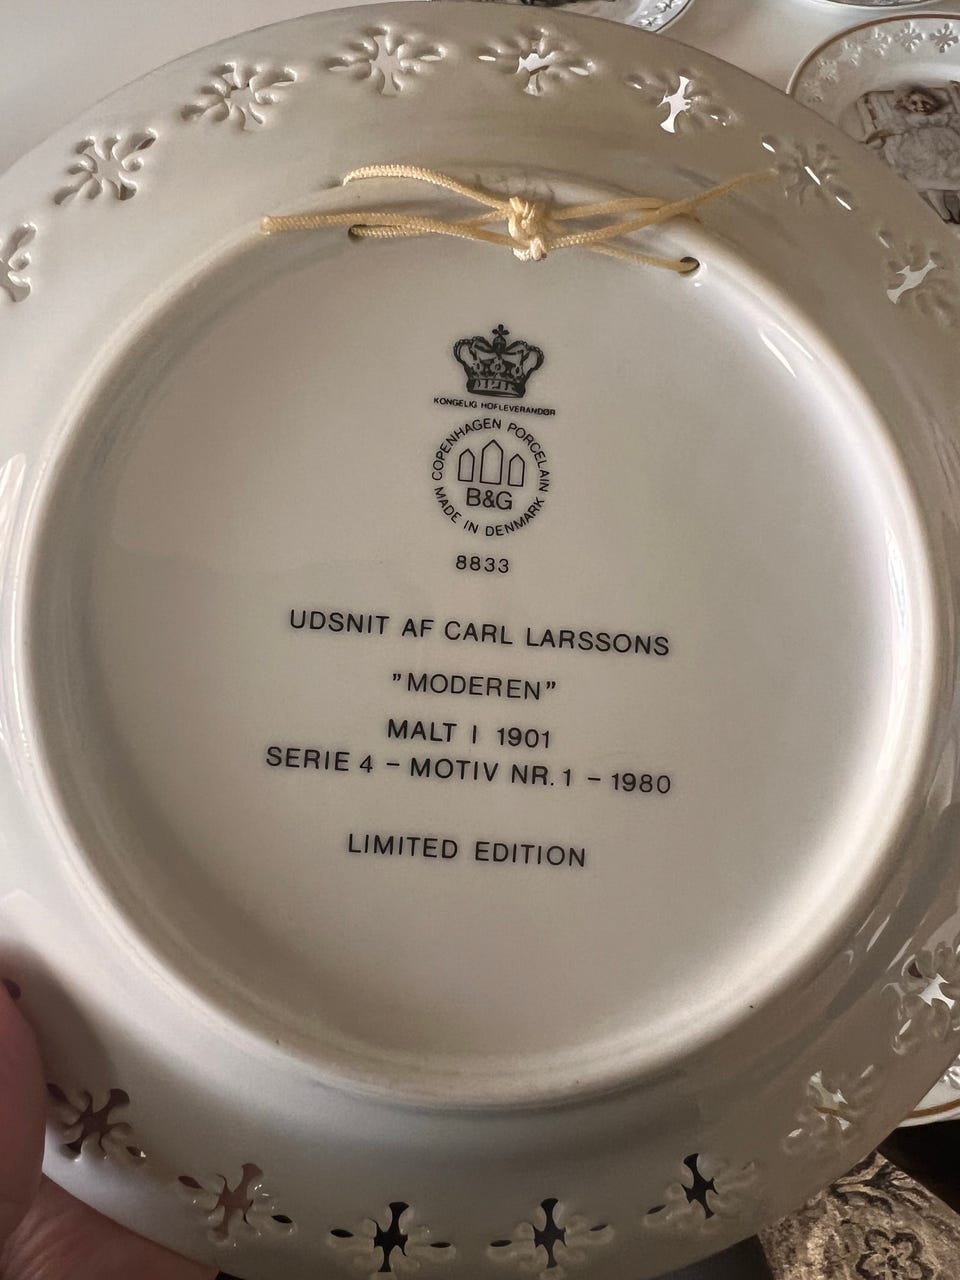 KONGELIG HOFLEVERANDØR
COPENHAGEN PORCELAIN
B&G
MADE IN DENMARK
8833
UDSNIT AF CARL LARSSONS
"MODEREN"
MALT I 1901
SERIE 4 - MOTIV NR. 1 - 1980
LIMITED EDITION